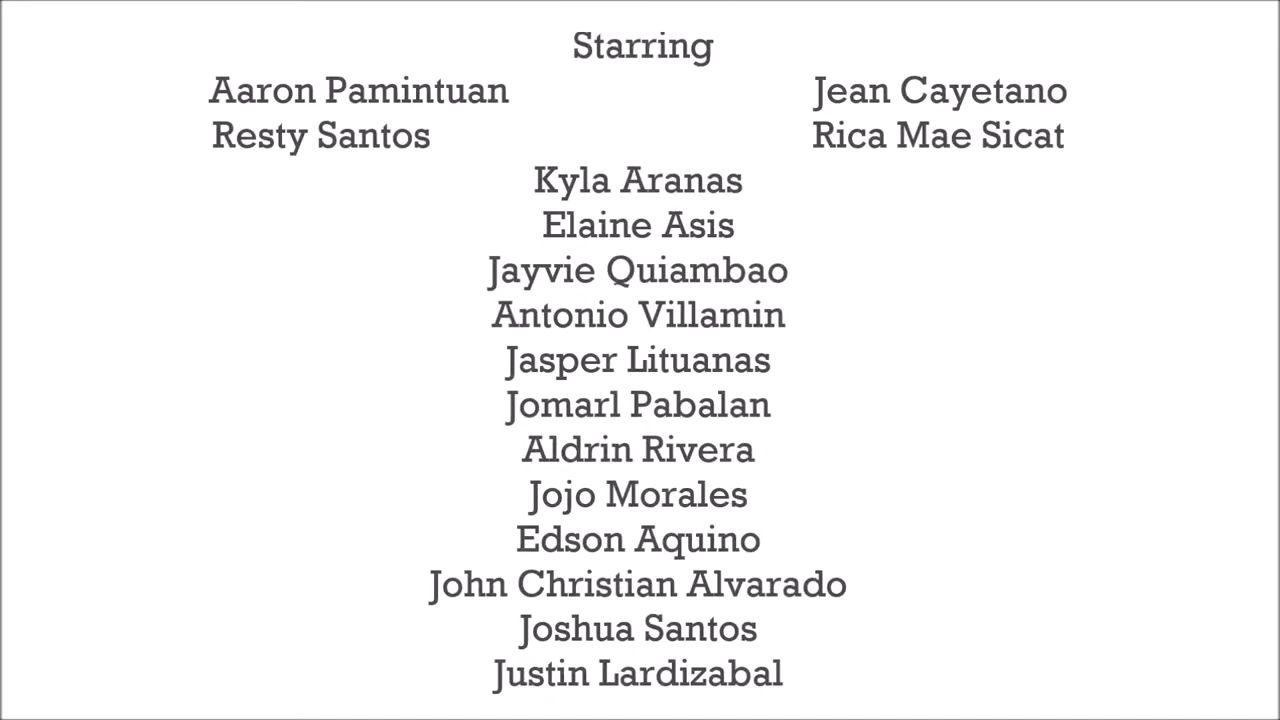 Starring
Aaron Pamintuan Jean Cayetano
Resty Santos Rica Mae Sicat
Kyla Aranas
Elaine Asis
Jayvie Quiambao
Antonio Villamin
Jasper Lituanas
Jomarl Pabalan
Aldrin Rivera
Jojo Morales
Edson Aquino
John Christian Alvarado
Joshua Santos
Justin Lardizabal